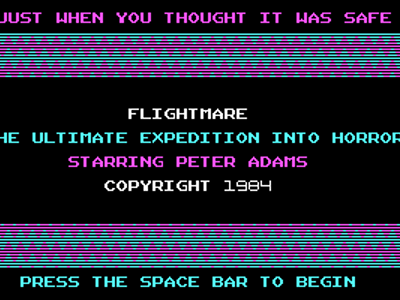 JUST WHEN YOU THOUGHT IT WAS SAFE
FLIGHTMARE
HE ULTIMATE EXPEDITION INTO HORROR
STARRING PETER ADAMS
COPYRIGHT 1984
PRESS THE SPACE BAR TO BEGIN